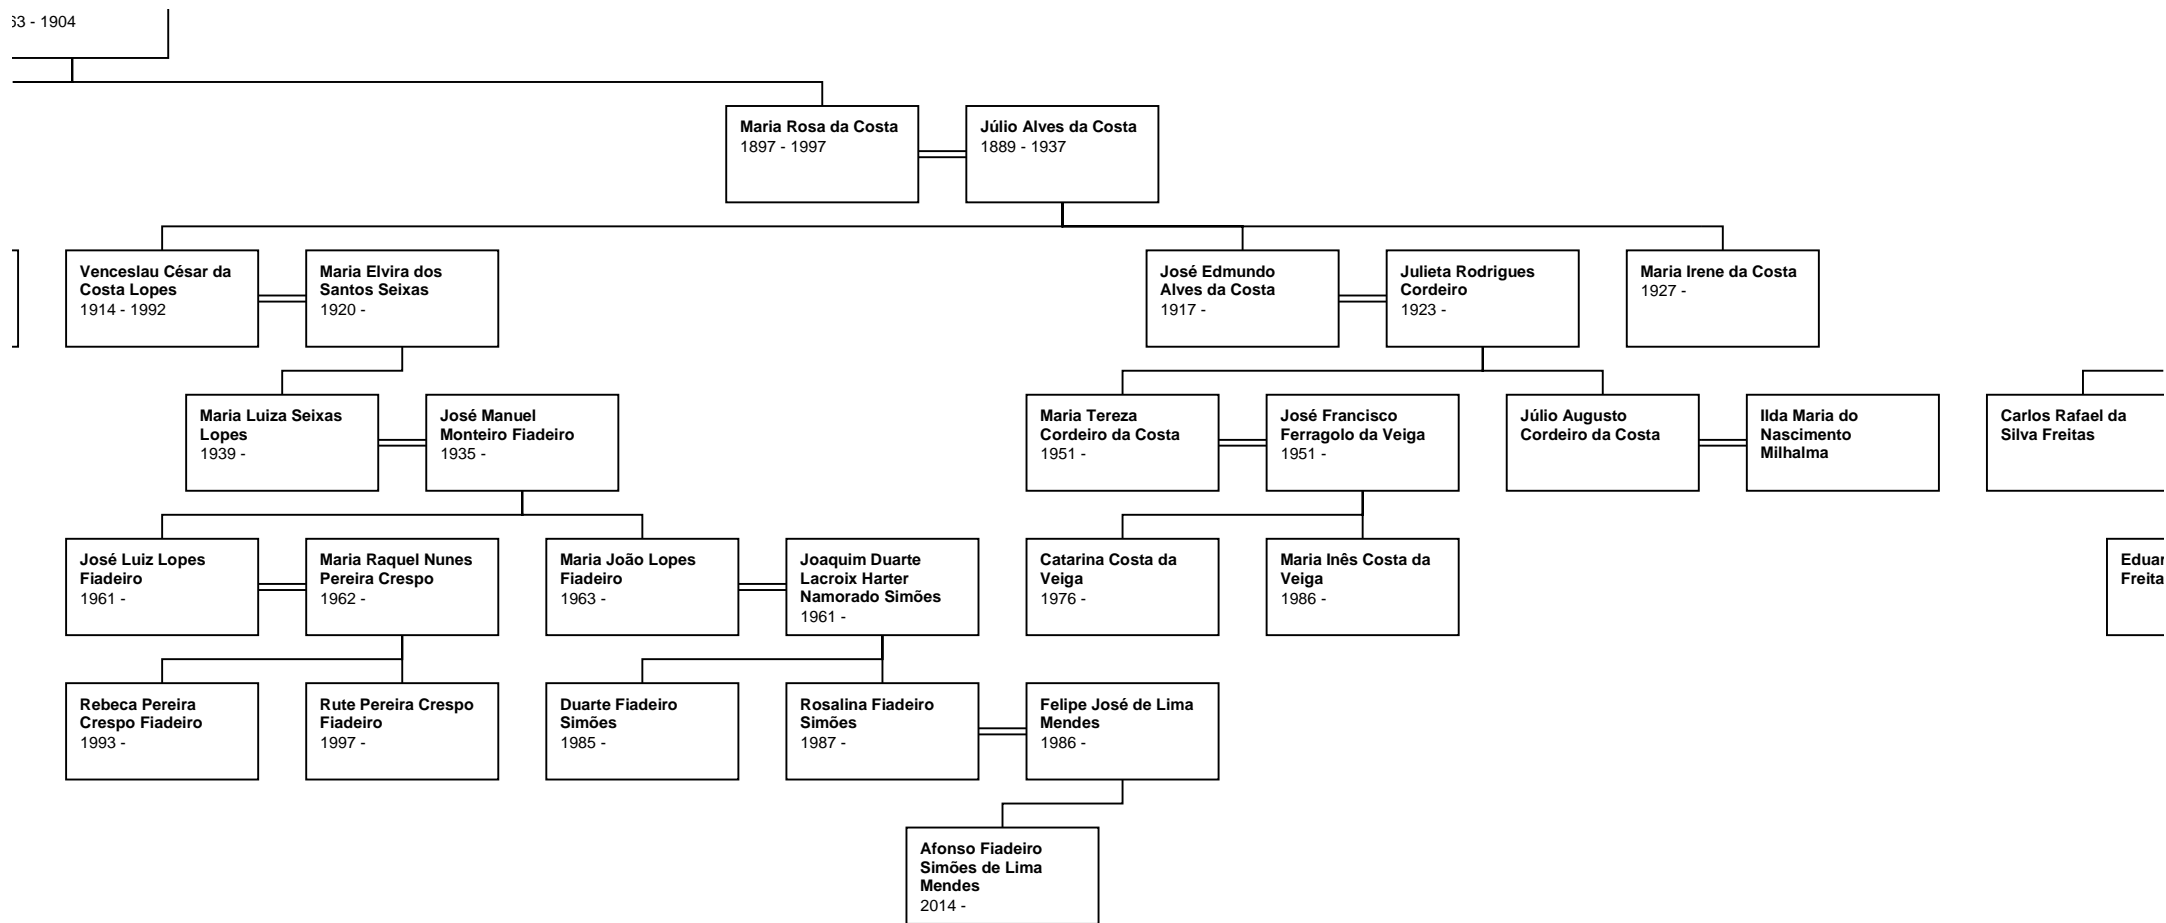 63 - 1904
Maria Rosa da Costa
1897 - 1997
Júlio Alves da Costa
1889 - 1937
Venceslau César da
Costa Lopes
1914 - 1992
Maria Elvira dos
Santos Seixas
1920 -
José Edmundo
Alves da Costa
1917 -
Julieta Rodrigues
Cordeiro
1923 -
Maria Irene da Costa
1927 -
Maria Luiza Seixas
Lopes
1939 -
José Manuel
Monteiro Fiadeiro
1935 -
Maria Tereza
Cordeiro da Costa
1951 -
José Francisco
Ferragolo da Veiga
1951 -
Júlio Augusto
Cordeiro da Costa
Ilda Maria do
Nascimento
Milhalma
Carlos Rafael da
Silva Freitas
José Luiz Lopes
Fiadeiro
1961 -
Maria Raquel Nunes
Pereira Crespo
1962 -
Maria João Lopes
Fiadeiro
1963 -
Joaquim Duarte
Lacroix Harter
Namorado Simões
1961 -
Catarina Costa da
Veiga
1976 -
Maria Inês Costa da
Veiga
1986 -
Rebeca Pereira
Crespo Fiadeiro
1993 -
Rute Pereira Crespo
Fiadeiro
1997 -
Duarte Fiadeiro
Simões
1985 -
Rosalina Fiadeiro
Simões
1987 -
Felipe José de Lima
Mendes
1986 -
Afonso Fiadeiro
Simões de Lima
Mendes
2014 -